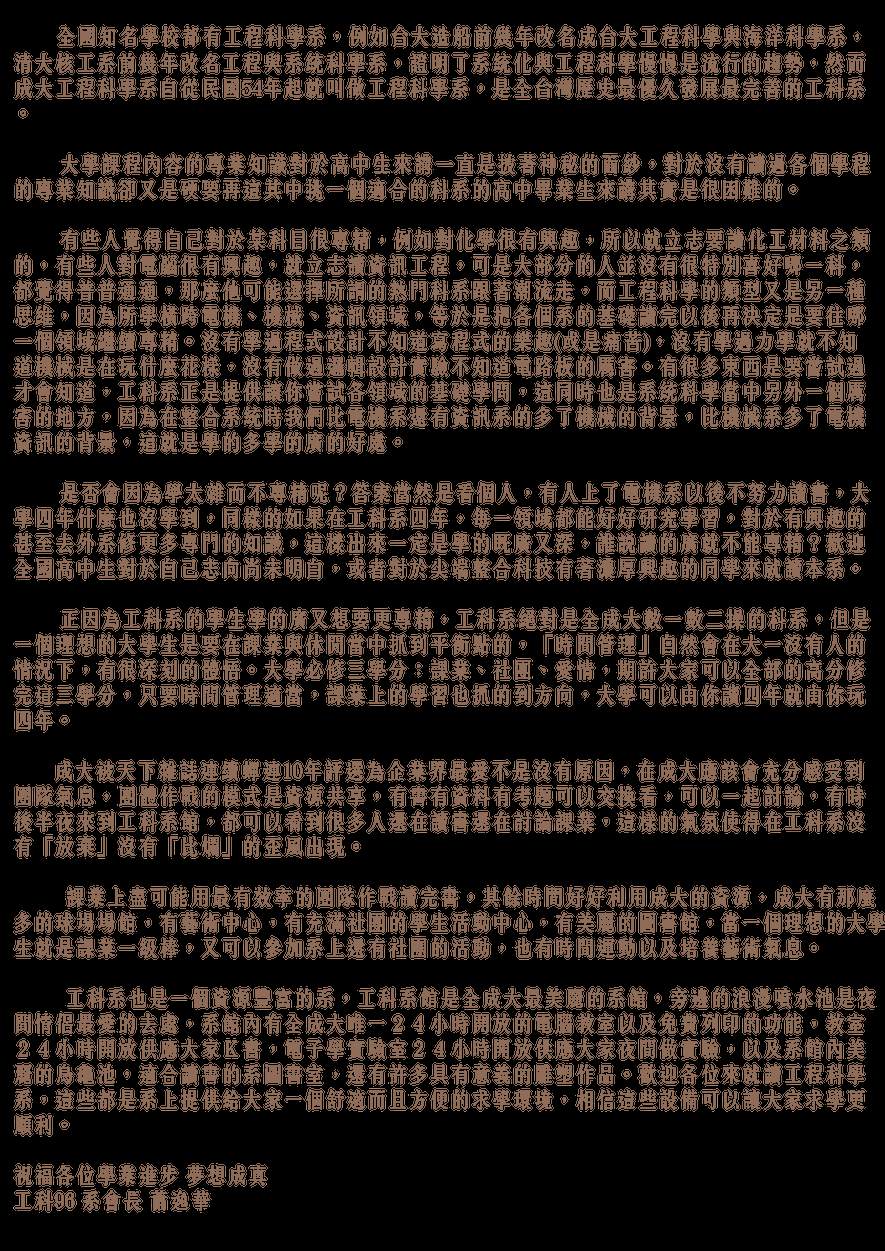 全國知名學校都有工程科學系，例如台大造船前幾年改名成台大工程科學與海洋科學系，
清大核工系前幾年改名工程與系統科學系，證明了系統化與工程科學慢慢是流行的趨勢，然而
成大工程科學系自從民國54年起就叫做工程科學系，是全台灣歷史最優久發展最完善的工科系
。
大學課程內容的專業知識對於高中生來講一直是披著神秘的面紗，對於沒有讀過各個學程
的專業知識卻又是硬要再這其中挑一個適合的科系的高中畢業生來講其實是很困難的。
有些人覺得自己對於某科目很專精，例如對化學很有興趣，所以就立志要讀化工材料之類
的，有些人對電腦很有興趣，就立志讀資訊工程，可是大部分的人並沒有很特別喜好哪一科，
都覺得普普通通，那麼他可能選擇所謂的熱門科系跟著潮流走，而工程科學的類型又是另一種
思維，因為所學橫跨電機、機械、資訊領域，等於是把各個系的基礎讀完以後再決定是要往哪
一個領域繼續專精。沒有學過程式設計不知道寫程式的樂趣(或是痛苦)，沒有學過力學就不知
道機械是在玩什麼花樣，沒有做過邏輯設計實驗不知道電路板的厲害。有很多東西是要嘗試過
才會知道，工科系正是提供讓你嘗試各領域的基礎學問，這同時也是系統科學當中另外一個厲
害的地方，因為在整合系統時我們比電機系還有資訊系的多了機械的背景，比機械系多了電機
資訊的背景，這就是學的多學的廣的好處。
是否會因為學太雜而不專精呢？答案當然是看個人，有人上了電機系以後不努力讀書，大
學四年什麼也沒學到，同樣的如果在工科系四年，每一領域都能好好研究學習，對於有興趣的
甚至去外系修更多專門的知識，這樣出來一定是學的既廣又深，誰說讀的廣就不能專精？歡迎
全國高中生對於自己志向尚未明白，或者對於尖端整合科技有著濃厚興趣的同學來就讀本系。
正因為工科系的學生學的廣又想要更專精，工科系絕對是全成大數一數二操的科系，但是
一個理想的大學生是要在課業與休閒當中抓到平衡點的，「時間管理」自然會在大一沒有人的
情況下，有很深刻的體悟。大學必修三學分：課業、社團、愛情，期許大家可以全部的高分修
完這三學分，只要時間管理適當，課業上的學習也抓的到方向，大學可以由你讀四年就由你玩
四年。
成大被天下雜誌連續蟬連10年評選為企業界最愛不是沒有原因，在成大應該會充分感受到
團隊氣息，團體作戰的模式是資源共享，有書有資料有考題可以交換看，可以一起討論，有時
後半夜來到工科系館，都可以看到很多人還在讀書還在討論課業，這樣的氣氛使得在工科系沒
有「放棄」沒有「比爛」的歪風出現。
課業上盡可能用最有效率的團隊作戰讀完書，其餘時間好好利用成大的資源，成大有那麼
多的球場場館，有藝術中心，有充滿社團的學生活動中心，有美麗的圖書館，當一個理想的大學
生就是課業一級棒，又可以參加系上還有社團的活動，也有時間運動以及培養藝術氣息。
工科系也是一個資源豐富的系，工科系館是全成大最美麗的系館，旁邊的浪漫噴水池是夜
間情侶最愛的去處，系館內有全成大唯一２４小時開放的電腦教室以及免費列印的功能，教室
２４小時開放供應大家Ｋ書，電子學實驗室２４小時開放供應大家夜間做實驗，以及系館內美
麗的烏龜池，適合讀書的系圖書室，還有許多具有意義的雕塑作品。歡迎各位來就讀工程科學
系，這些都是系上提供給大家一個舒適而且方便的求學環境，相信這些設備可以讓大家求學更
順利。
祝福各位學業進步 夢想成真
工科96 系會長 蕭逸華